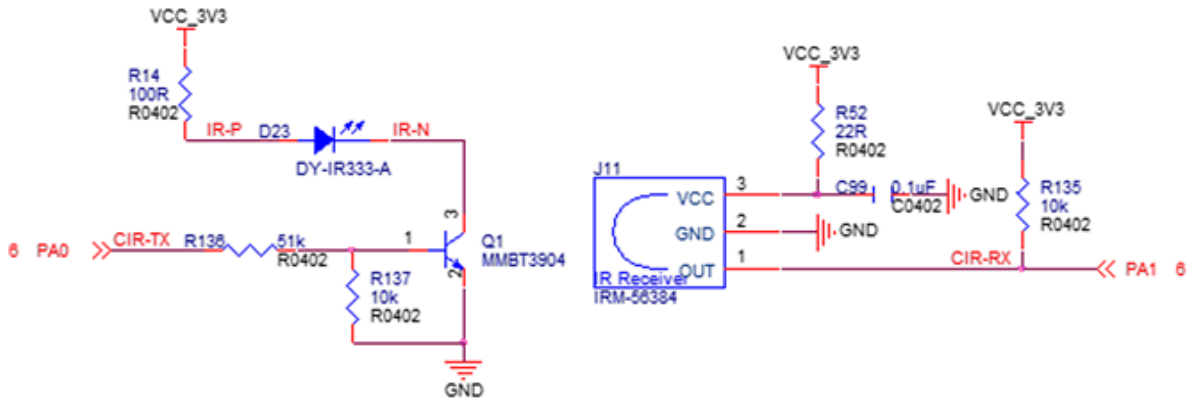 VCC_3V3
R14
100R
R0402
IR-P
D23
IR-N
DY-IR333-A
6 PA0
CIR-TX
R136
51k
R0402
1
3
2
Q1
MMBT3904
R137
10k
R0402
GND
VCC_3V3
R52
22R
R0402
J11
VCC
3
C99
0.1uF
C0402
GND
GND
2
GND
OUT
1
IR Receiver
IRM-56384
VCC_3V3
R135
10k
R0402
CIR-RX
PA1 6